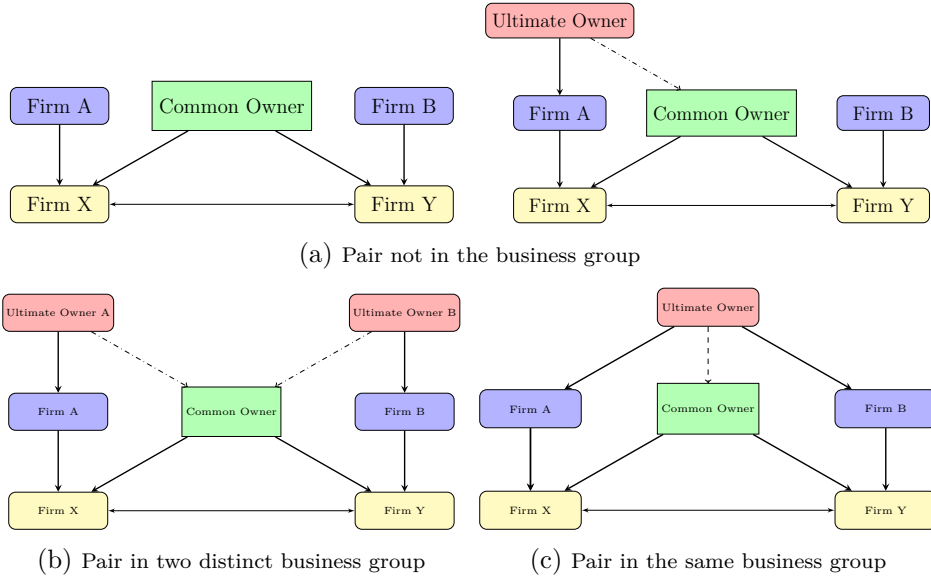 Ultimate Owner
Firm A
Common Owner
Firm B
Firm A
Common Owner
Firm B
Firm X
Firm Y
Firm X
Firm Y
(a) Pair not in the business group
Ultimate Owner A
Ultimate Owner B
Firm A
Common Owner
Firm B
Firm X
Firm Y
(b) Pair in two distinct business group
Ultimate Owner
Firm A
Common Owner
Firm B
Firm X
Firm Y
(c) Pair in the same business group